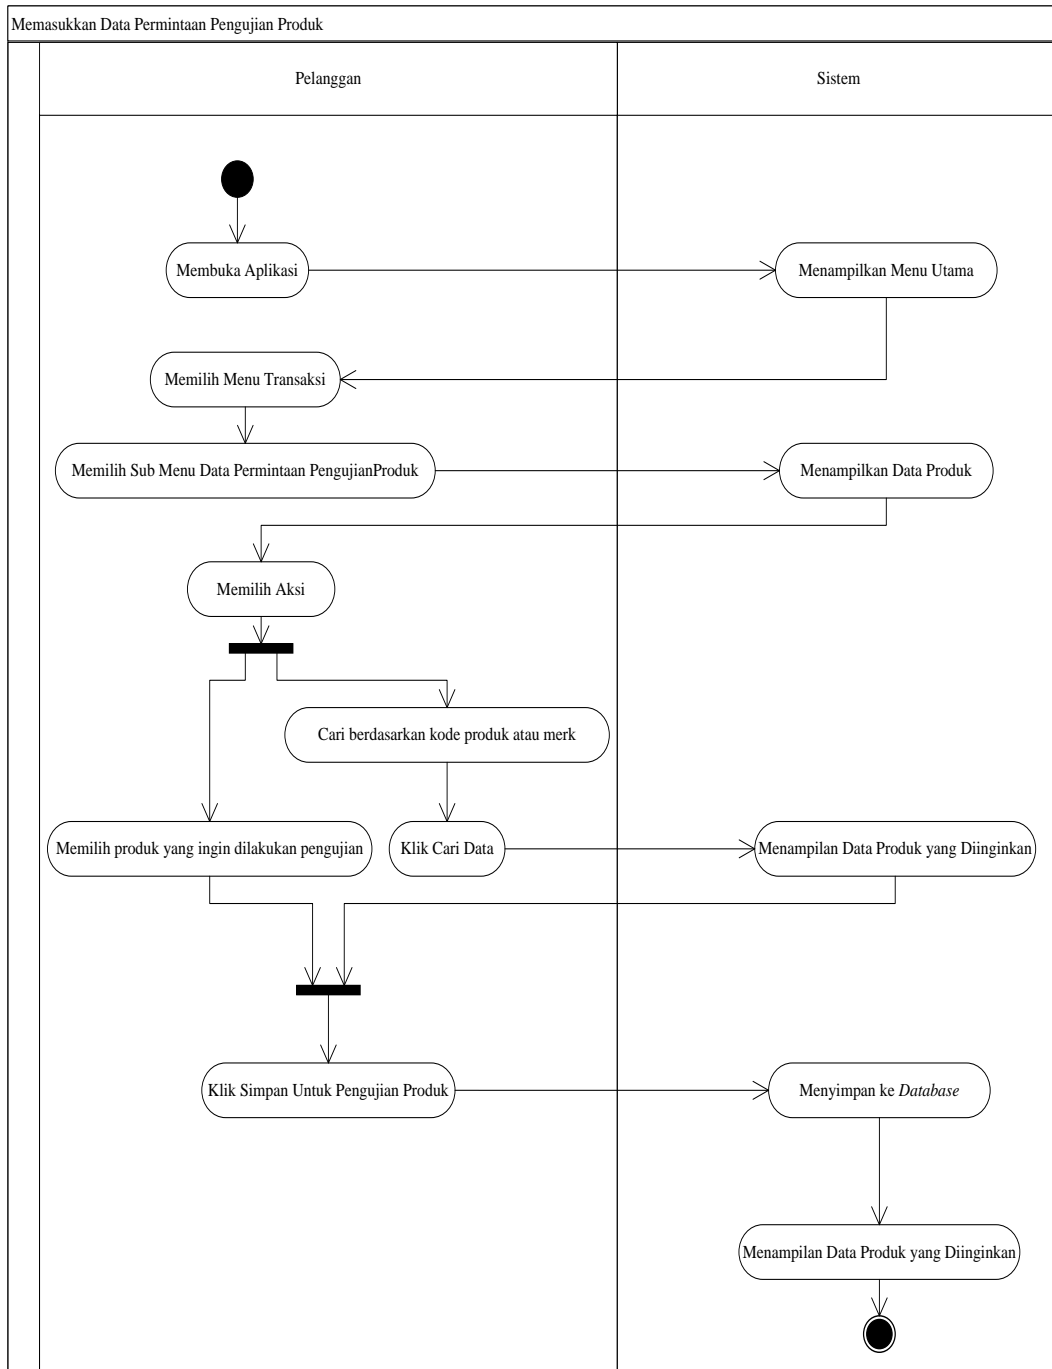 Memasukkan Data Permintaan Pengujian Produk
Pelanggan
Sistem
Membuka Aplikasi
Menampilkan Menu Utama
Memilih Menu Transaksi
Memilih Sub Menu Data Permintaan PengujianProduk
Menampilkan Data Produk
Memilih Aksi
Cari berdasarkan kode produk atau merk
Memilih produk yang ingin dilakukan pengujian
Klik Cari Data
Menampilan Data Produk yang Diinginkan
Klik Simpan Untuk Pengujian Produk
Menyimpan ke Database
Menampilan Data Produk yang Diinginkan